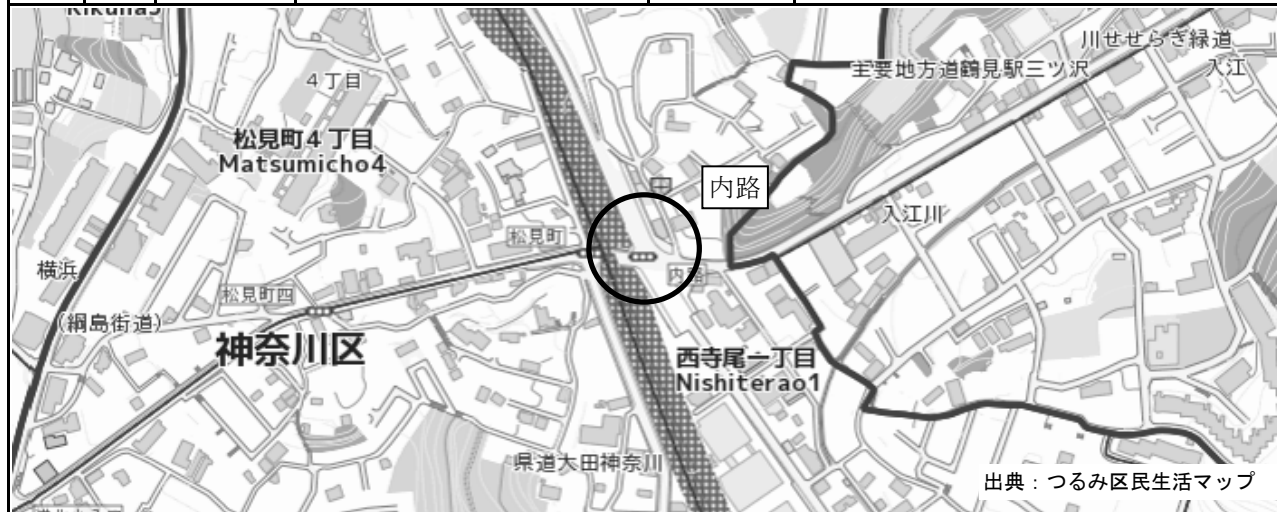 Kikuna5
川せせらぎ緑道
主要地方道鶴見駅三ツ沢
入江
4丁目
松見町4丁目
Matsumicho4
内路
入江川
松見町
内路
横浜
松見町四
(綱島街道)
神奈川区
西寺尾一丁目
Nishiterao1
県道大田神奈川
出典：つるみ区民生活マップ